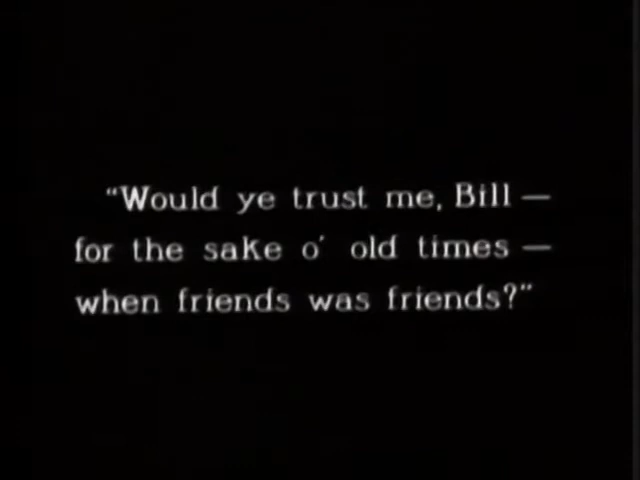 "Would ye trust me, Bill —
for the sake o' old times —
when friends was friends?"